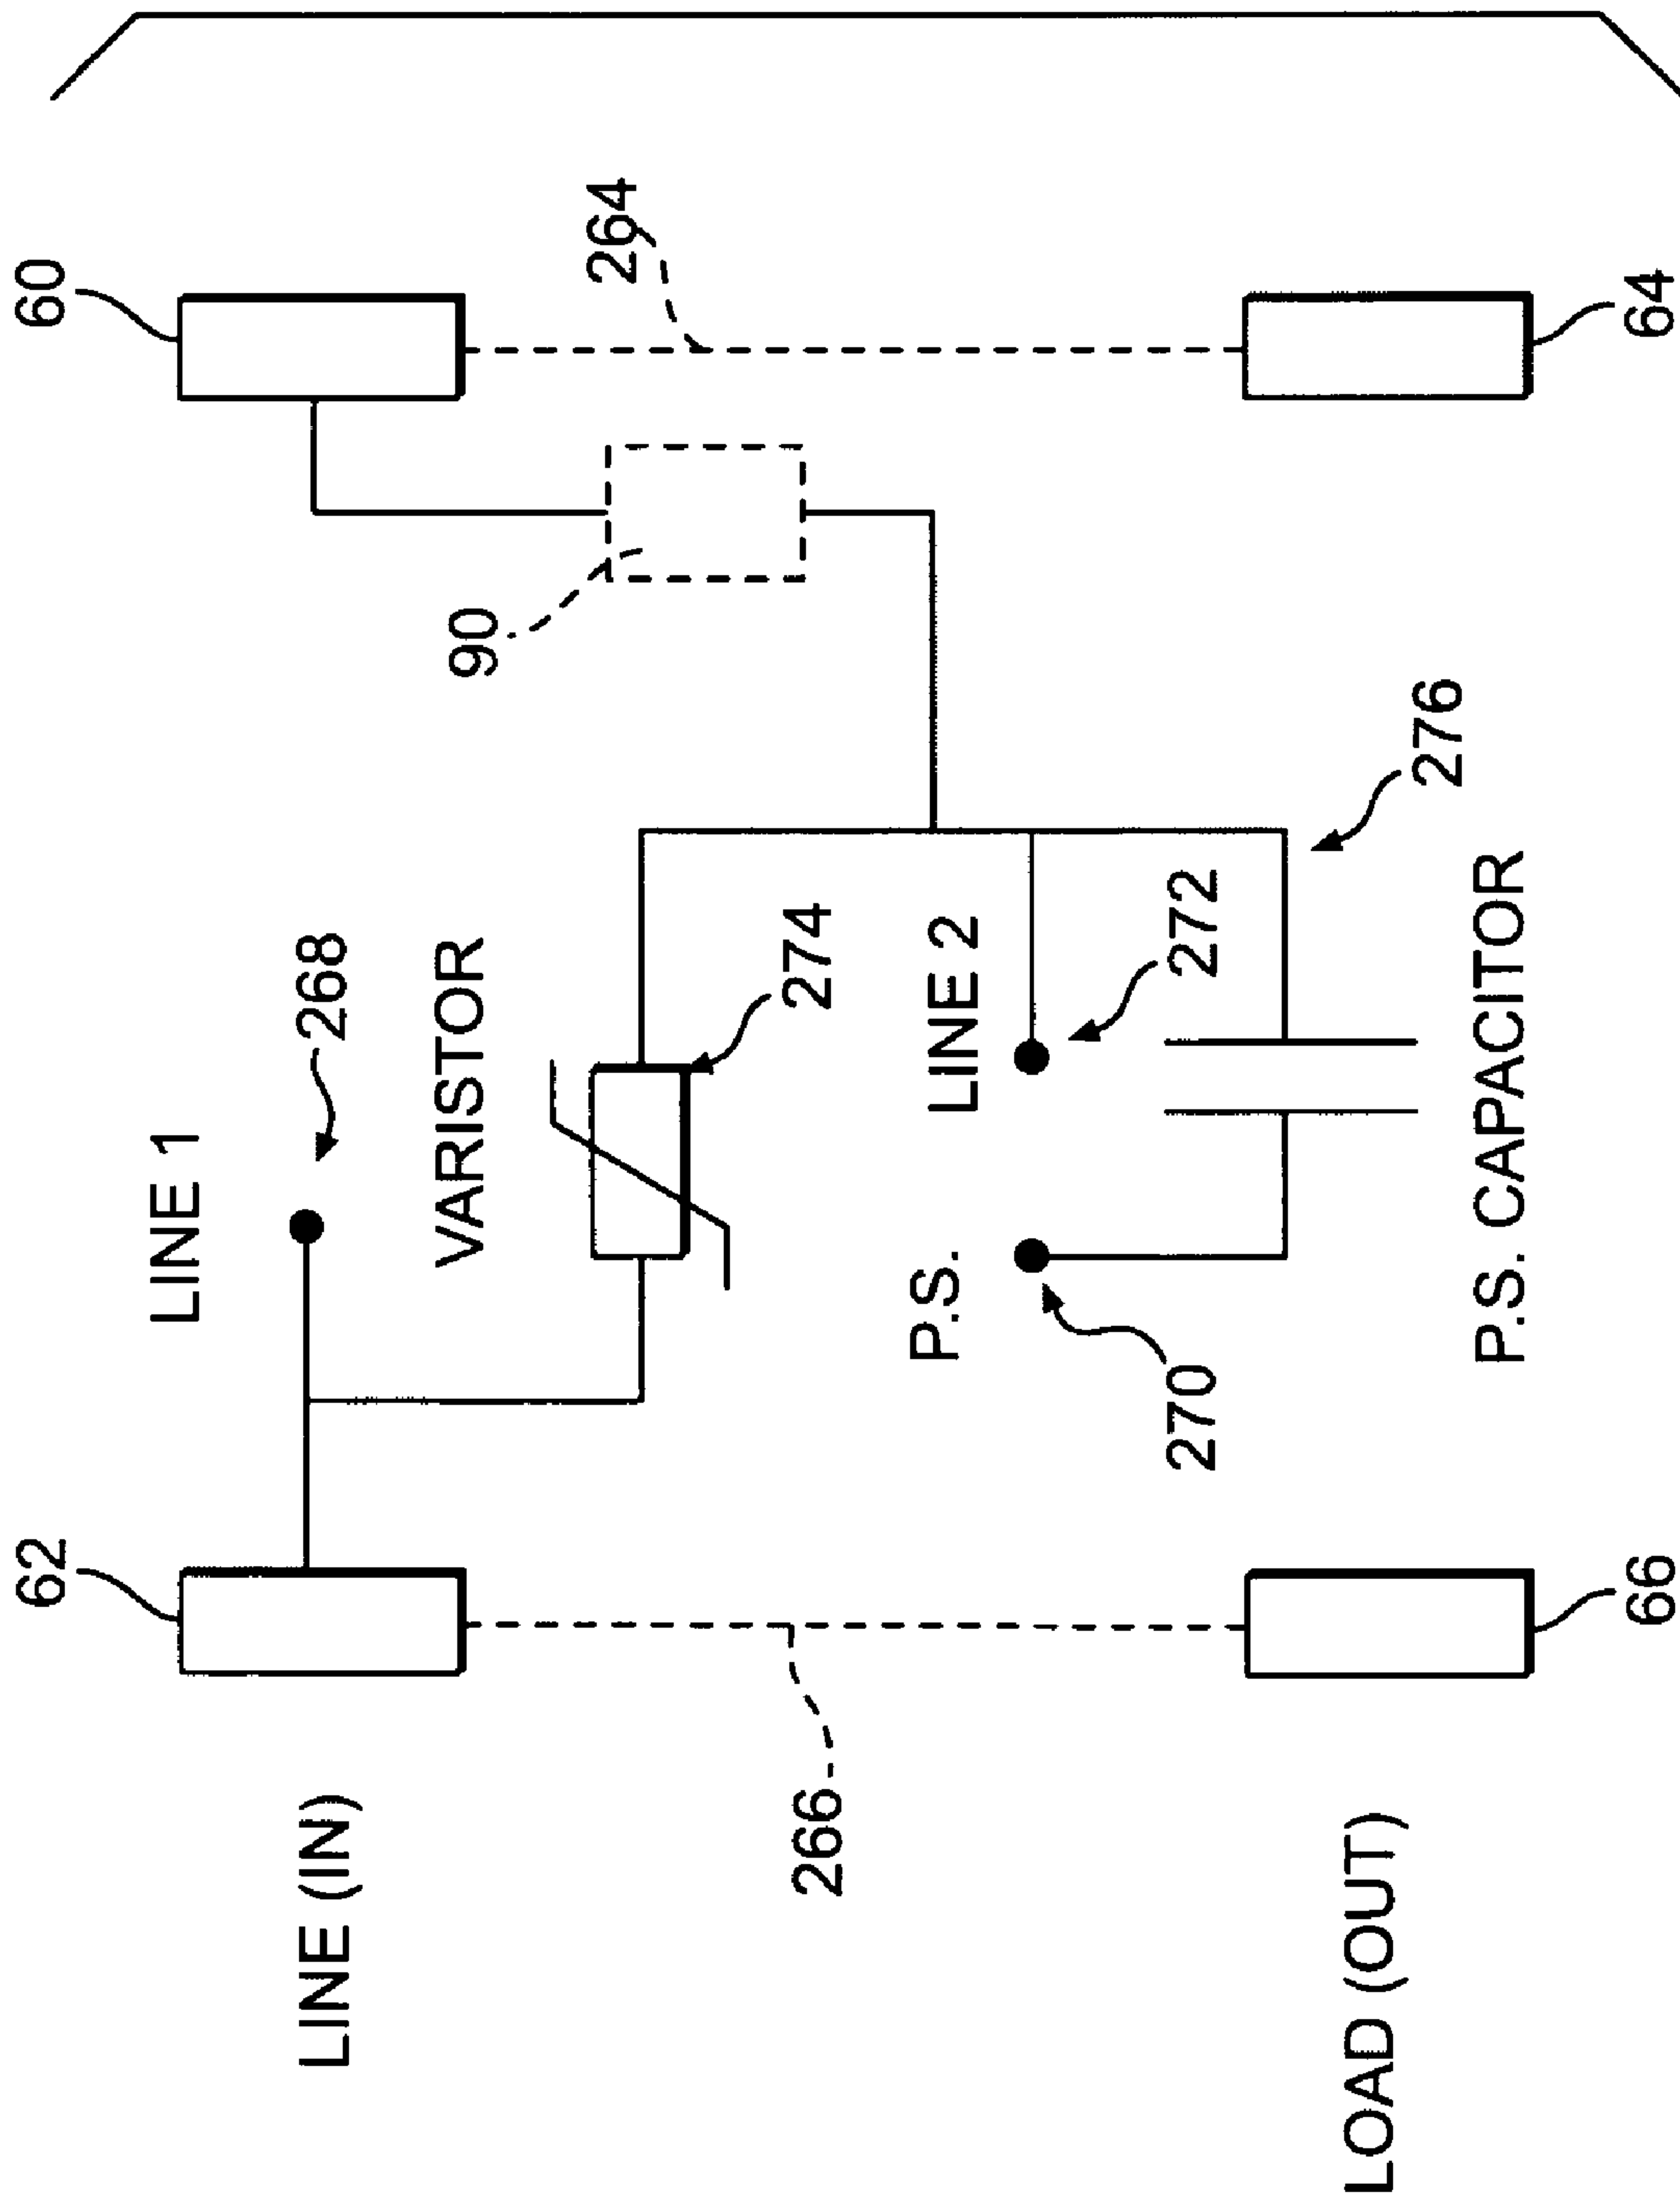 LINE (IN)
62
LINE 1
268
60
VARISTOR
274
90
264
266
P.S.
LINE 2
270
272
276
LOAD (OUT)
66
P.S. CAPACITOR
64